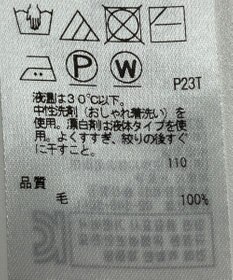 P23T
P
W
液温は30℃以下。
中性洗剤（おしゃれ着洗い）を
使用。漂白剤は液体タイプを使
用。よくすすぎ、絞りの後すぐ
に干すこと。
110
品質
毛 100%